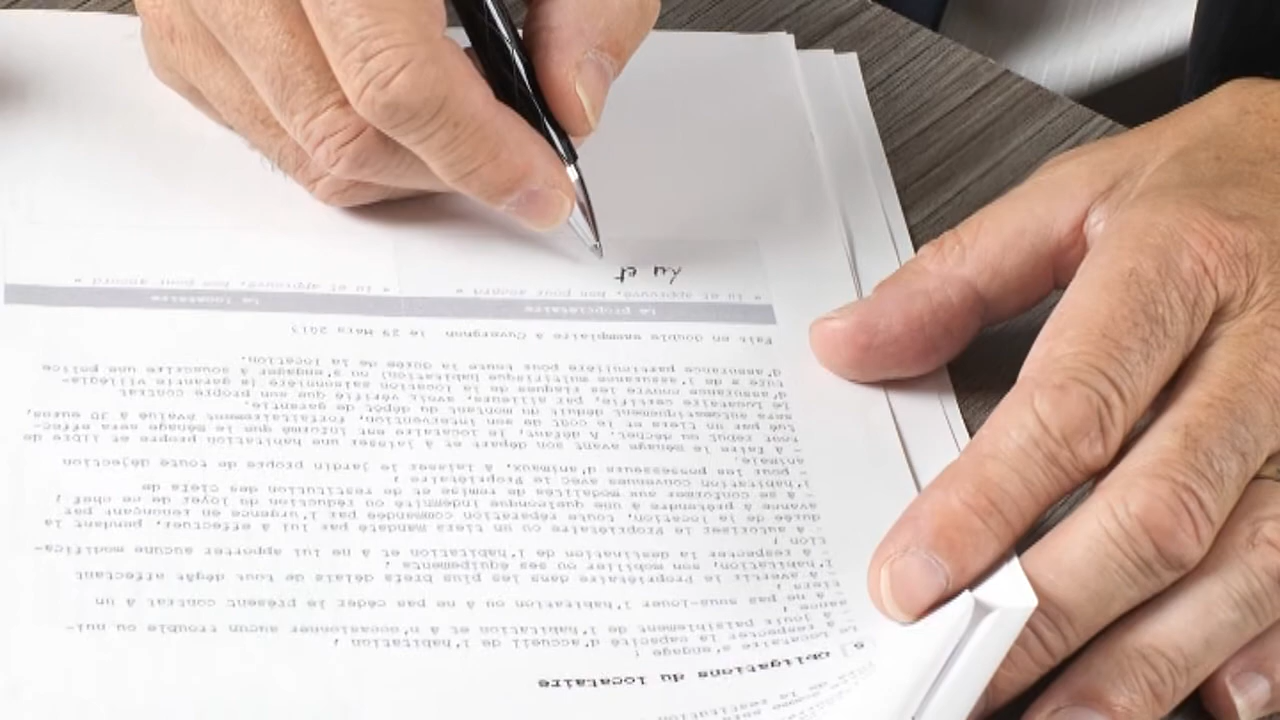 la restitution
6] Obligations du locataire
Le Locataire s'engage :
- à respecter la capacité d'accueil de l'habitation ;
- à jouir paisiblement de l'habitation et à n'occasionner aucun trouble ou nui-
sance ;
- à ne pas sous-louer l'habitation ou à ne pas céder le présent contrat à un
tiers ;
- à avertir le Propriétaire dans les plus brefs délais de tout dégât affectant
l'habitation, son mobilier ou ses équipements ;
- à respecter la destination de l'habitation et à ne lui apporter aucune modifica-
tion ;
- à autoriser le Propriétaire ou un tiers mandaté par lui à effectuer, pendant la
durée de la location, toute réparation commandée par l'urgence en renonçant par
avance à prétendre à une quelconque indemnité ou réduction du loyer de ce chef ;
- à se conformer aux modalités de remise et de restitution des clefs de
l'habitation convenues avec le Propriétaire ;
- pour les possesseurs d'animaux, à laisser le jardin propre de toute déjection
animale.
- à faire le ménage avant son départ et à laisser une habitation propre et libre de
tout rebut ou déchet. A défaut, le locataire est informé que le ménage sera effec-
tué par un tiers et le coût de son intervention, forfaitairement évalué à 30 euros,
sera automatiquement déduit du montant du dépôt de garantie.
Le locataire certifie, par ailleurs, avoir vérifié que son propre contrat
d'assurance couvre les risques de la location saisonnière la garantie villégia-
ture » de l'assurance multirisque habitation) ou s'engager à souscrire une police
d'assurance particulière pour toute la durée de la location.
Fait en double exemplaire à Cuvergnon le 29 Mars 2013
Le propriétaire Le locataire
« lu et approuvé, bon pour accord » « lu et approuvé, bon pour accord »
Lu et